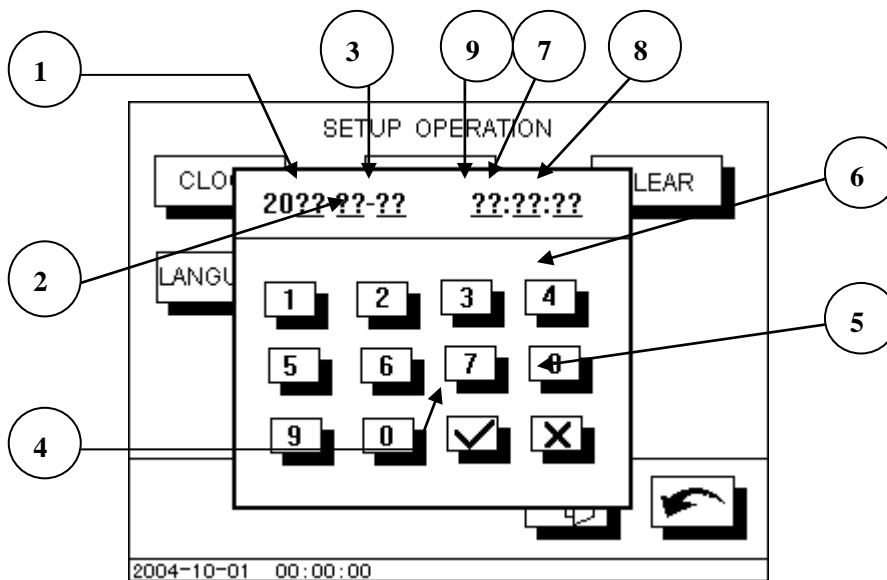 3 9 7 8
1
SETUP OPERATION
CLO LEAR
6
20?? ??-?? ??:??:??
2
LANGU
1 2 3 4
5
5 6 7 8
4
9 0 ✓ X
2004-10-01 00:00:00